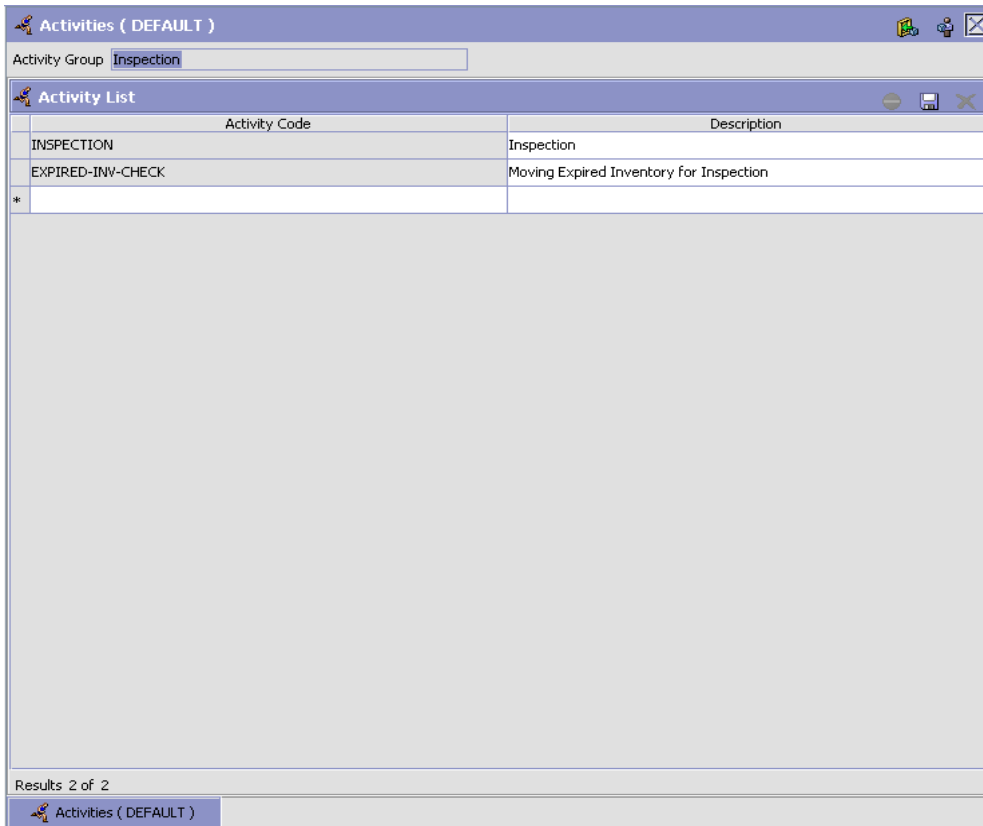 Activities ( DEFAULT )
Activity Group Inspection
Activity List
Activity Code Description
INSPECTION Inspection
EXPIRED-INV-CHECK Moving Expired Inventory for Inspection
*
Results 2 of 2
Activities ( DEFAULT )